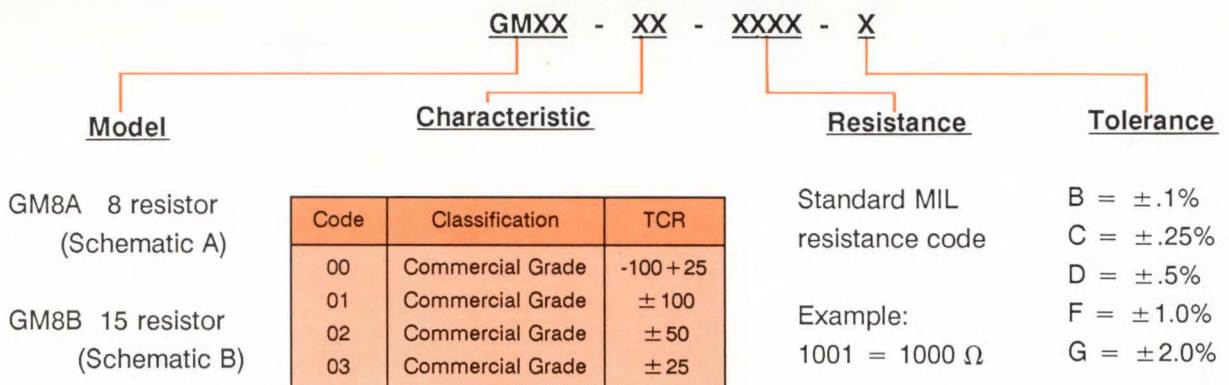 GMXX - XX - XXXX - X
Model
GM8A 8 resistor
(Schematic A)
GM8B 15 resistor
(Schematic B)
Characteristic
Code Classification TCR
00 Commercial Grade -100+25
01 Commercial Grade ±100
02 Commercial Grade ±50
03 Commercial Grade ±25
Resistance
Standard MIL
resistance code
Example:
1001 = 1000 Ω
Tolerance
B = ±.1%
C = ±.25%
D = ±.5%
F = ±1.0%
G = ±2.0%